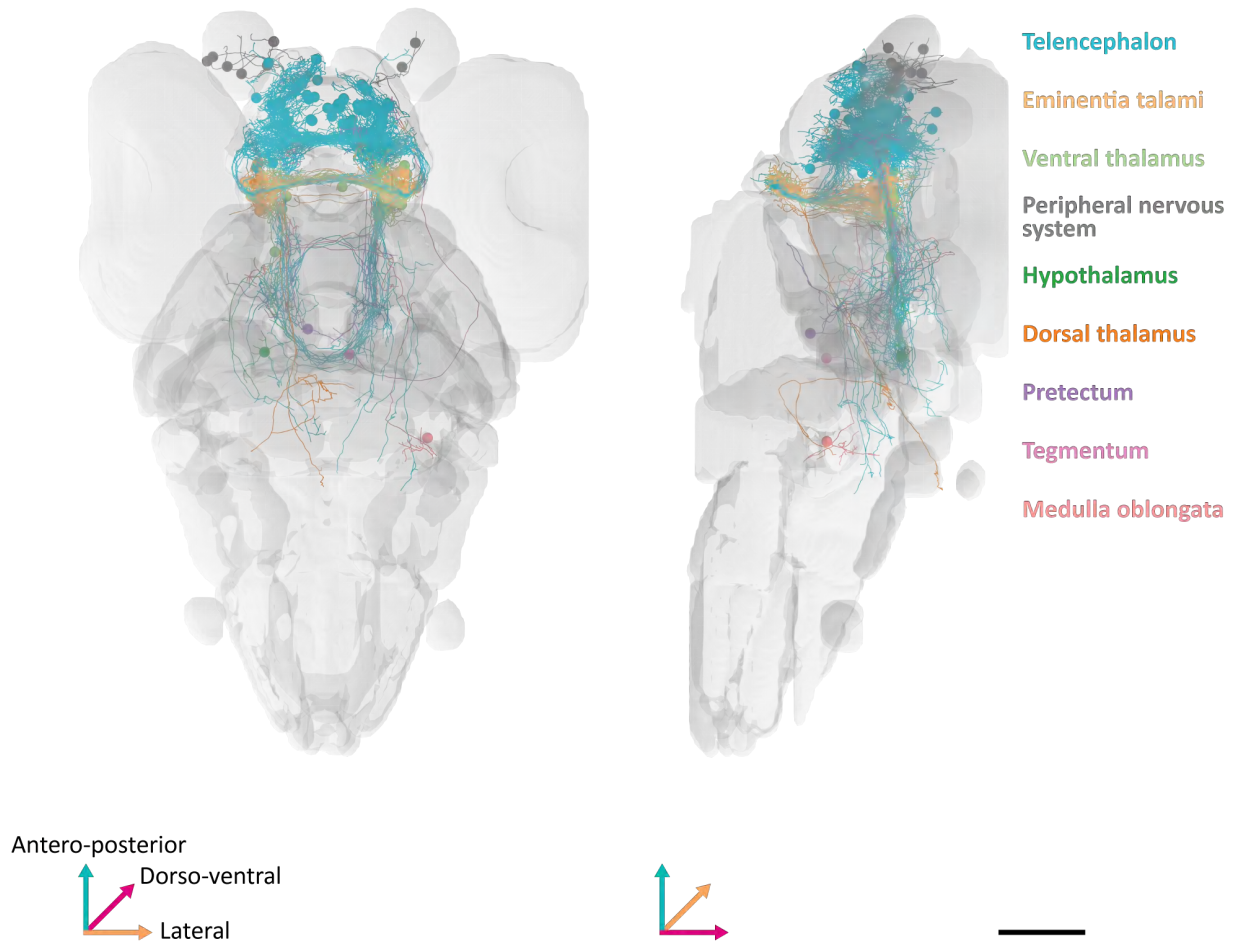 Telencephalon
Eminentia talami
Ventral thalamus
Peripheral nervous
system
Hypothalamus
Dorsal thalamus
Pretectum
Tegmentum
Medulla oblongata
Antero-posterior
Dorso-ventral
Lateral